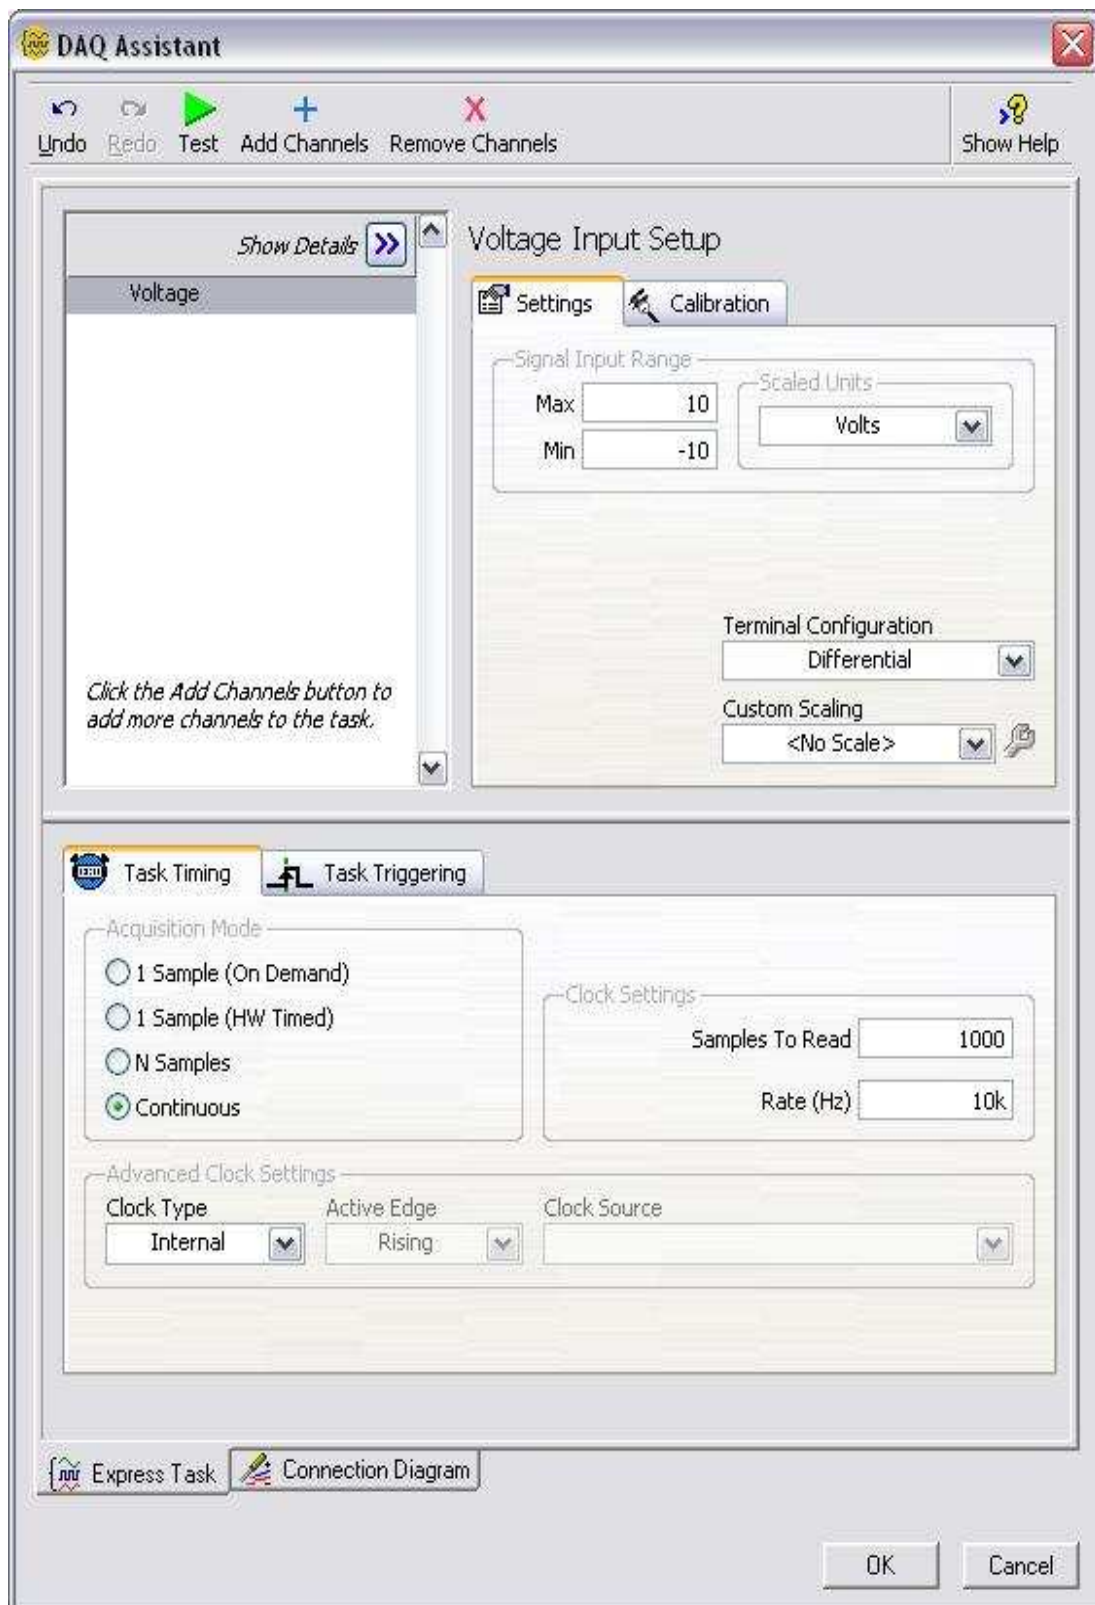 DAQ Assistant
Undo Redo Test Add Channels Remove Channels Show Help
Show Details
Voltage
Click the Add Channels button to
add more channels to the task.
Voltage Input Setup
Settings Calibration
Signal Input Range
Max 10
Min -10
Scaled Units
Volts
Terminal Configuration
Differential
Custom Scaling
<No Scale>
Task Timing Task Triggering
Acquisition Mode
1 Sample (On Demand)
1 Sample (HW Timed)
N Samples
Continuous
Clock Settings
Samples To Read 1000
Rate (Hz) 10k
Advanced Clock Settings
Clock Type Active Edge Clock Source
Internal Rising
Express Task Connection Diagram
OK Cancel